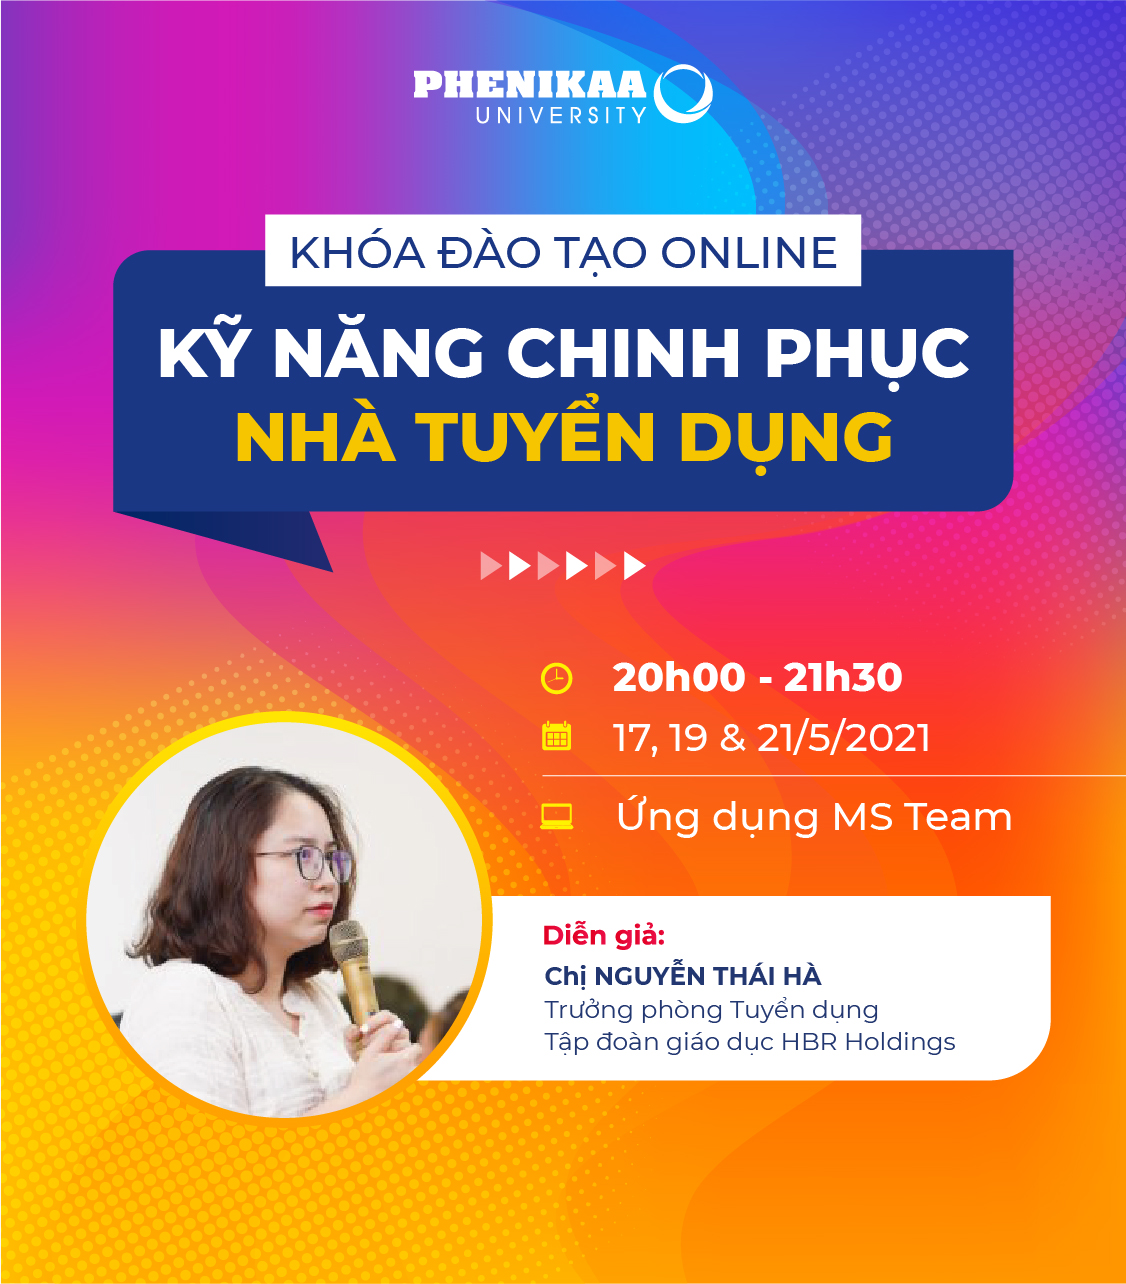 PHENIKAA
UNIVERSITY
KHÓA ĐÀO TẠO ONLINE
KỸ NĂNG CHINH PHỤC
NHÀ TUYỂN DỤNG
20h00 - 21h30
17, 19 & 21/5/2021
Ứng dụng MS Team
Diễn giả:
Chị NGUYỄN THÁI HÀ
Trưởng phòng Tuyển dụng
Tập đoàn giáo dục HBR Holdings